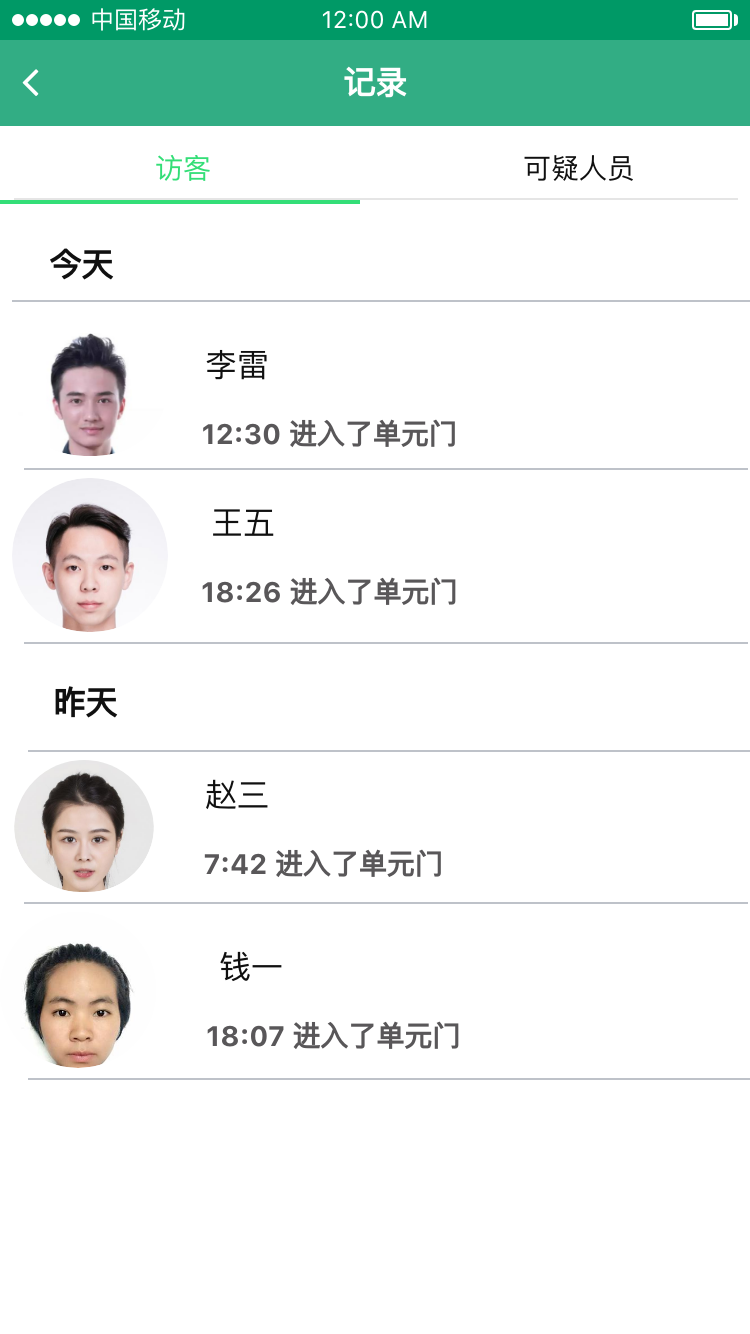 中国移动 12:00 AM
记录
访客 可疑人员
今天
李雷
12:30 进入了单元门
王五
18:26 进入了单元门
昨天
赵三
7:42 进入了单元门
钱一
18:07 进入了单元门